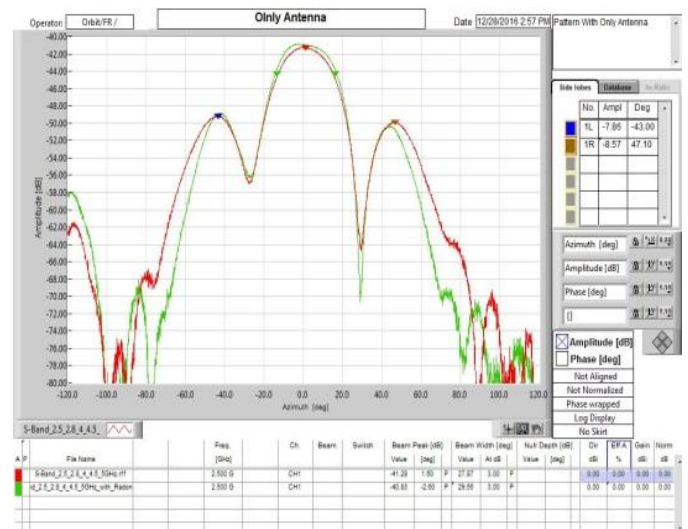 Operator: Orbit/FR /
Olnly Antenna
Date 12/28/2016 2:57 PM
Pattern With Only Antenna
-40.00
-42.00
-44.00
-46.00
-48.00
-50.00
-52.00
-54.00
-56.00
-58.00
-60.00
-62.00
-64.00
-66.00
-68.00
-70.00
-72.00
-74.00
-76.00
-78.00
-80.00
Amplitude [dB]
-120.0 -100.0 -80.0 -60.0 -40.0 -20.0 0.0 20.0 40.0 60.0 80.0 100.0 120.0
Azimuth [deg]
Side lobes Database
No. Ampl Deg
1L -7.86 -43.00
1R -8.57 47.10
Azimuth [deg]
Amplitude [dB]
Phase [deg]
[]
Amplitude [dB]
Phase [deg]
Not Aligned
Not Normalized
Phase wrapped
Log Display
No Skirt
S-Band_2.5_2.8_4_4.5_
Freq. Ch Beam Switch Beam Peak [dB] Beam Width [deg] Null Depth [dB] Dir Eff A Gain Norm
A P File Name [GHz] Value [deg] Value At dB Value [deg] dBi % dBi dB
S-Band_2.5_2.8_4_4.5_5GHz.rff 2.500 G CH1 -41.28 1.50 P 27.87 3.00 P 0.00 0.00 0.00 0.00
2.500 G CH1 P 3.00 P 0.00 0.00 0.00 0.00